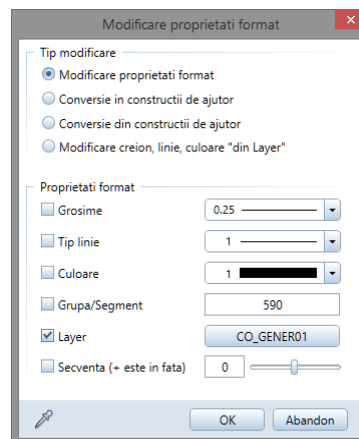 Modificare proprietati format
Tip modificare
Modificare proprietati format
Conversie in constructii de ajutor
Conversie din constructii de ajutor
Modificare creion, linie, culoare "din Layer"
Proprietati format
Grosime 0.25
Tip linie 1
Culoare 1
Grupa/Segment 590
Layer CO_GENER01
Secventa (+ este in fata) 0
OK Abandon